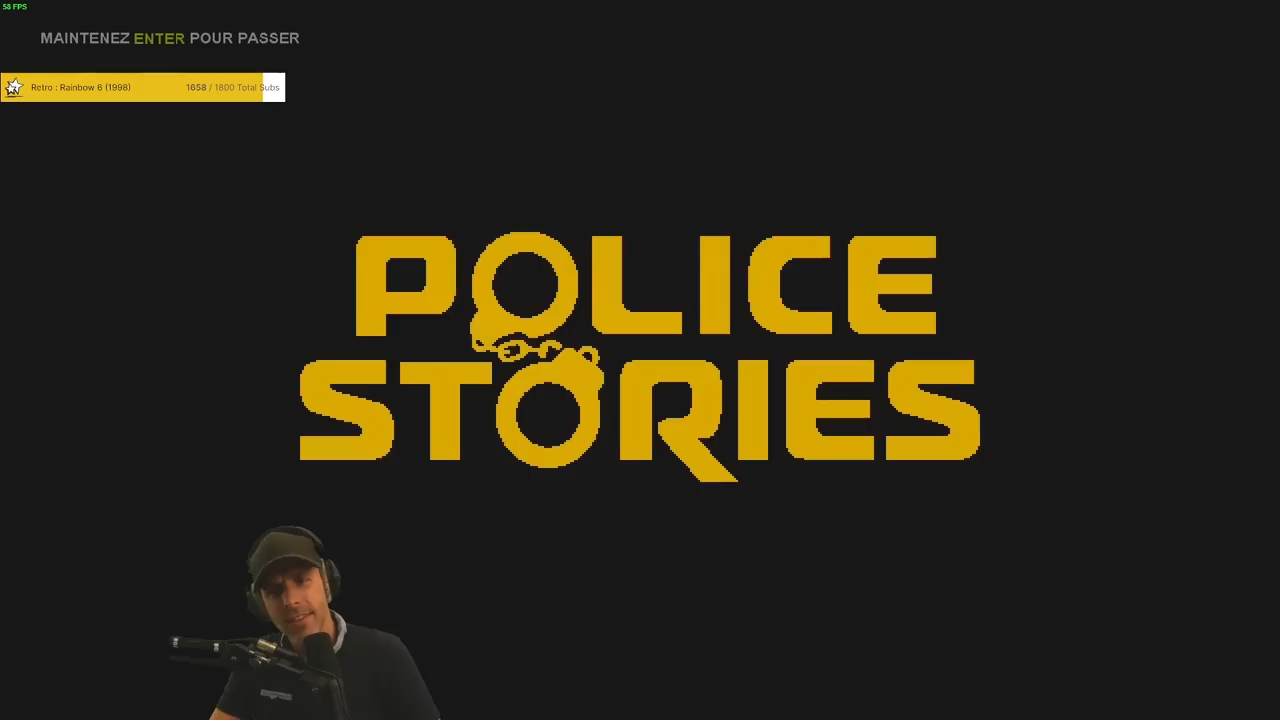 58 FPS
MAINTENEZ ENTER POUR PASSER
Retro : Rainbow 6 (1998) 1658 / 1800 Total Subs
POLICE
STORIES